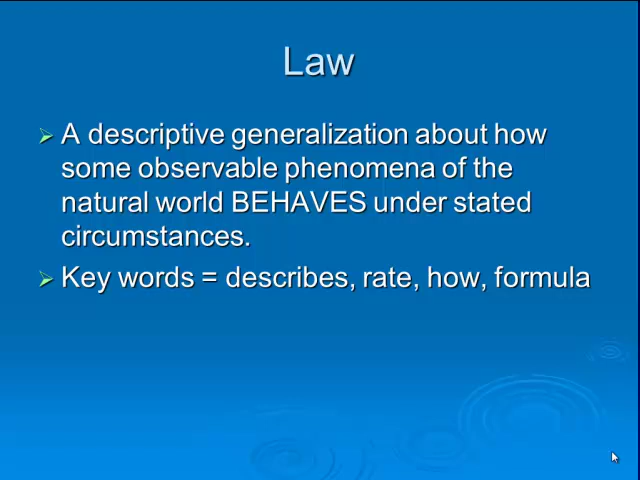 Law
A descriptive generalization about how
some observable phenomena of the
natural world BEHAVES under stated
circumstances.
Key words = describes, rate, how, formula